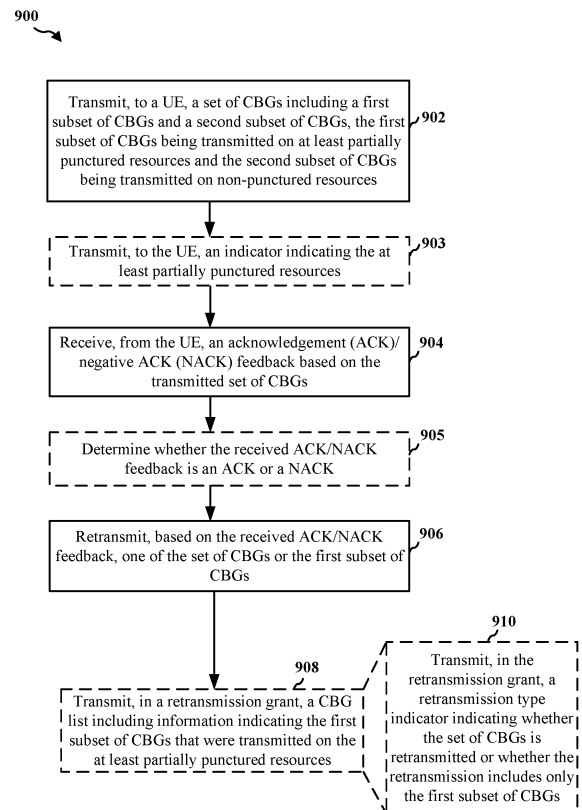 900
Transmit, to a UE, a set of CBGs including a first
subset of CBGs and a second subset of CBGs, the first
subset of CBGs being transmitted on at least partially
punctured resources and the second subset of CBGs
being transmitted on non-punctured resources
902
Transmit, to the UE, an indicator indicating the at
least partially punctured resources
903
Receive, from the UE, an acknowledgement (ACK)/
negative ACK (NACK) feedback based on the
transmitted set of CBGs
904
Determine whether the received ACK/NACK
feedback is an ACK or a NACK
905
Retransmit, based on the received ACK/NACK
feedback, one of the set of CBGs or the first subset of
CBGs
906
908
Transmit, in a retransmission grant, a CBG
list including information indicating the first
subset of CBGs that were transmitted on the
at least partially punctured resources
910
Transmit, in the
retransmission grant, a
retransmission type
indicator indicating whether
the set of CBGs is
retransmitted or whether the
retransmission includes only
the first subset of CBGs